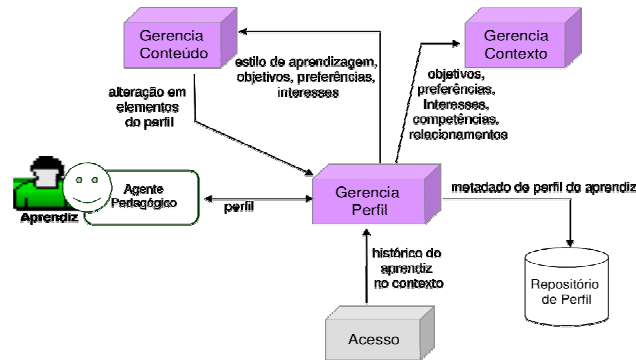 Gerencia
Conteúdo
Gerencia
Contexto
estilo de aprendizagem,
objetivos, preferências,
interesses
objetivos,
preferências,
Interesses,
competências,
relacionamentos
alteração em
elementos
do perfil
Agente
Pedagógico
Aprendiz
perfil
Gerencia
Perfil
metadado de perfil do aprendiz
histórico do
aprendiz
no contexto
Repositório
de Perfil
Acesso